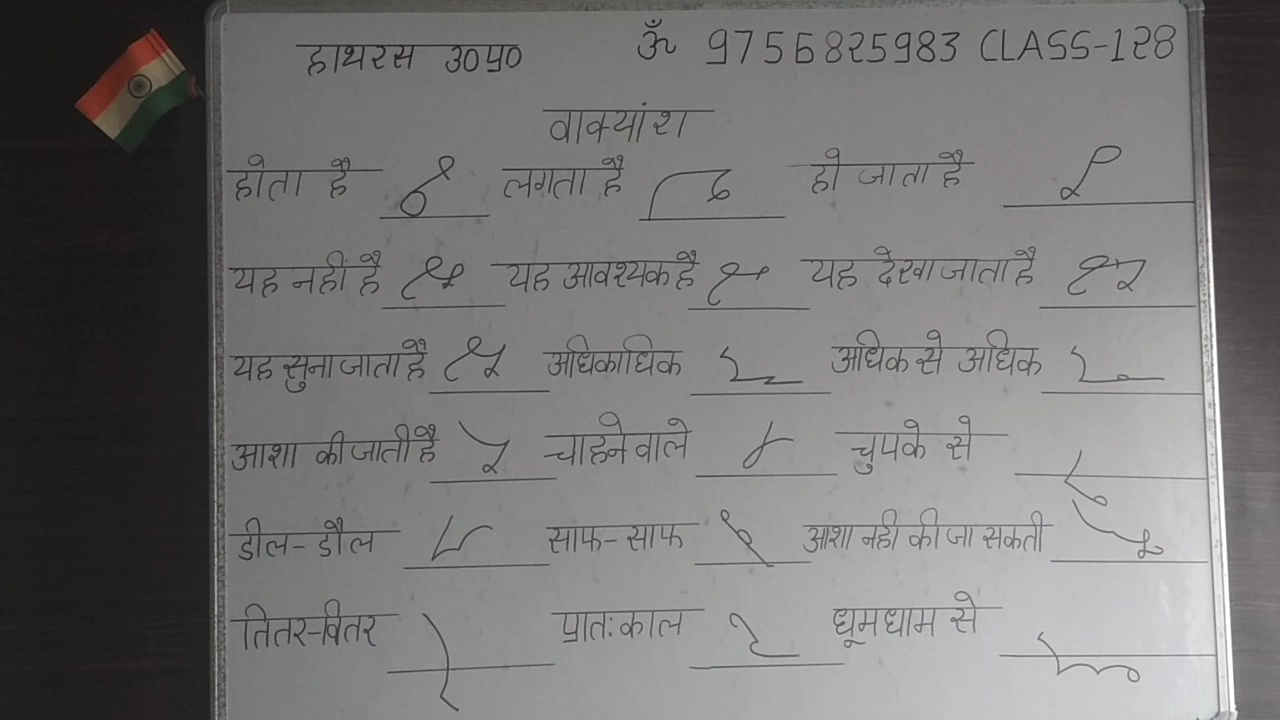 हाथरस उ०प्र० ॐ 9756825983 CLASS-128
वाक्यांश
होता है लगता है हो जाता है
यह नहीं है यह आवश्यक है यह देखा जाता है
यह सुना जाता है अधिकाधिक अधिक से अधिक
आशा की जाती है चाहने वाले चुपके से
डील-डौल साफ-साफ आशा नही की जा सकती
तितर-बितर प्रात:काल धूमधाम से